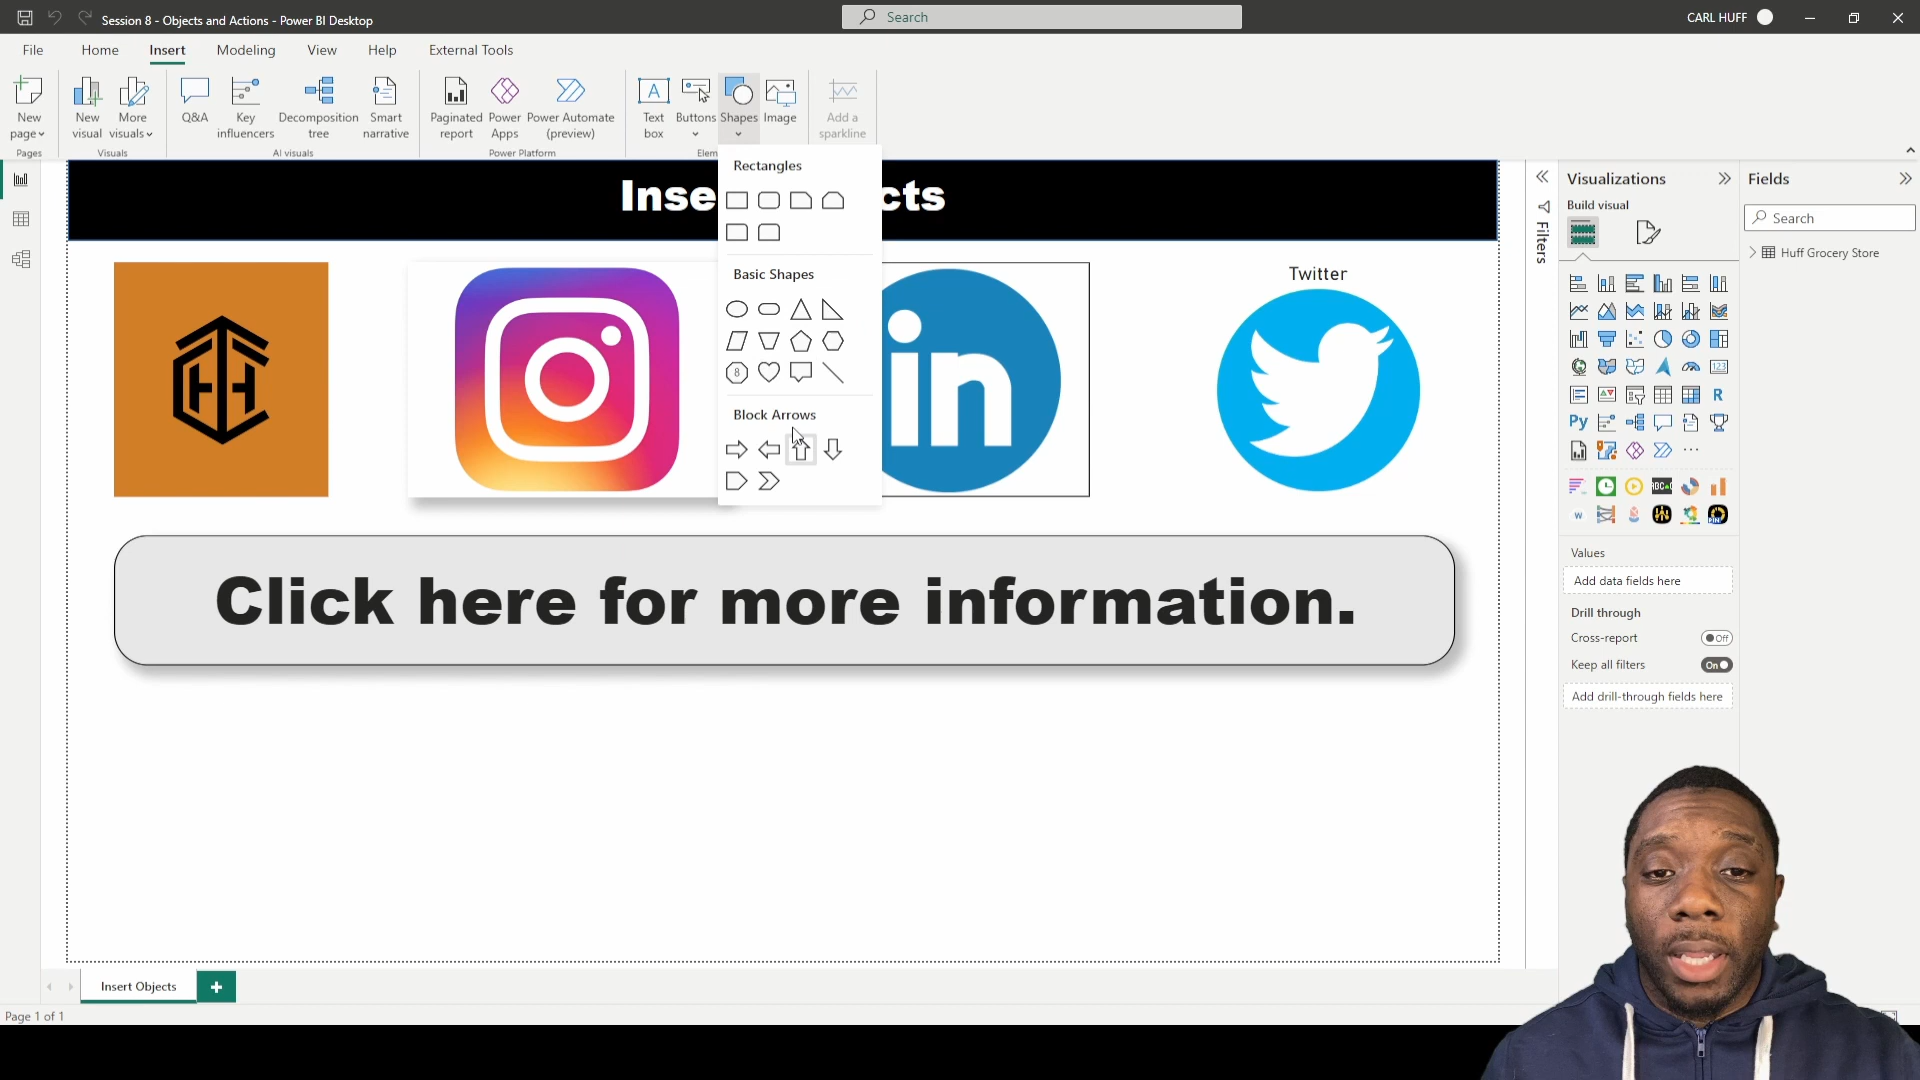 Session 8 - Objects and Actions - Power BI Desktop
Search
CARL HUFF
File
Home
Insert
Modeling
View
Help
External Tools
New page
New visual
More visuals
Q&A
Key influencers
Decomposition tree
Smart narrative
Paginated report
Power Apps
Power Automate (preview)
Text box
Buttons
Shapes
Image
Add a sparkline
Pages
Visuals
AI visuals
Power Platform
Elem
Rectangles
Basic Shapes
8
Block Arrows
Inse
cts
in
Twitter
Click here for more information.
Filters
Visualizations
Build visual
123
R
Py
Values
Add data fields here
Drill through
Cross-report
Off
Keep all filters
On
Add drill-through fields here
Fields
Search
Huff Grocery Store
Insert Objects
Page 1 of 1